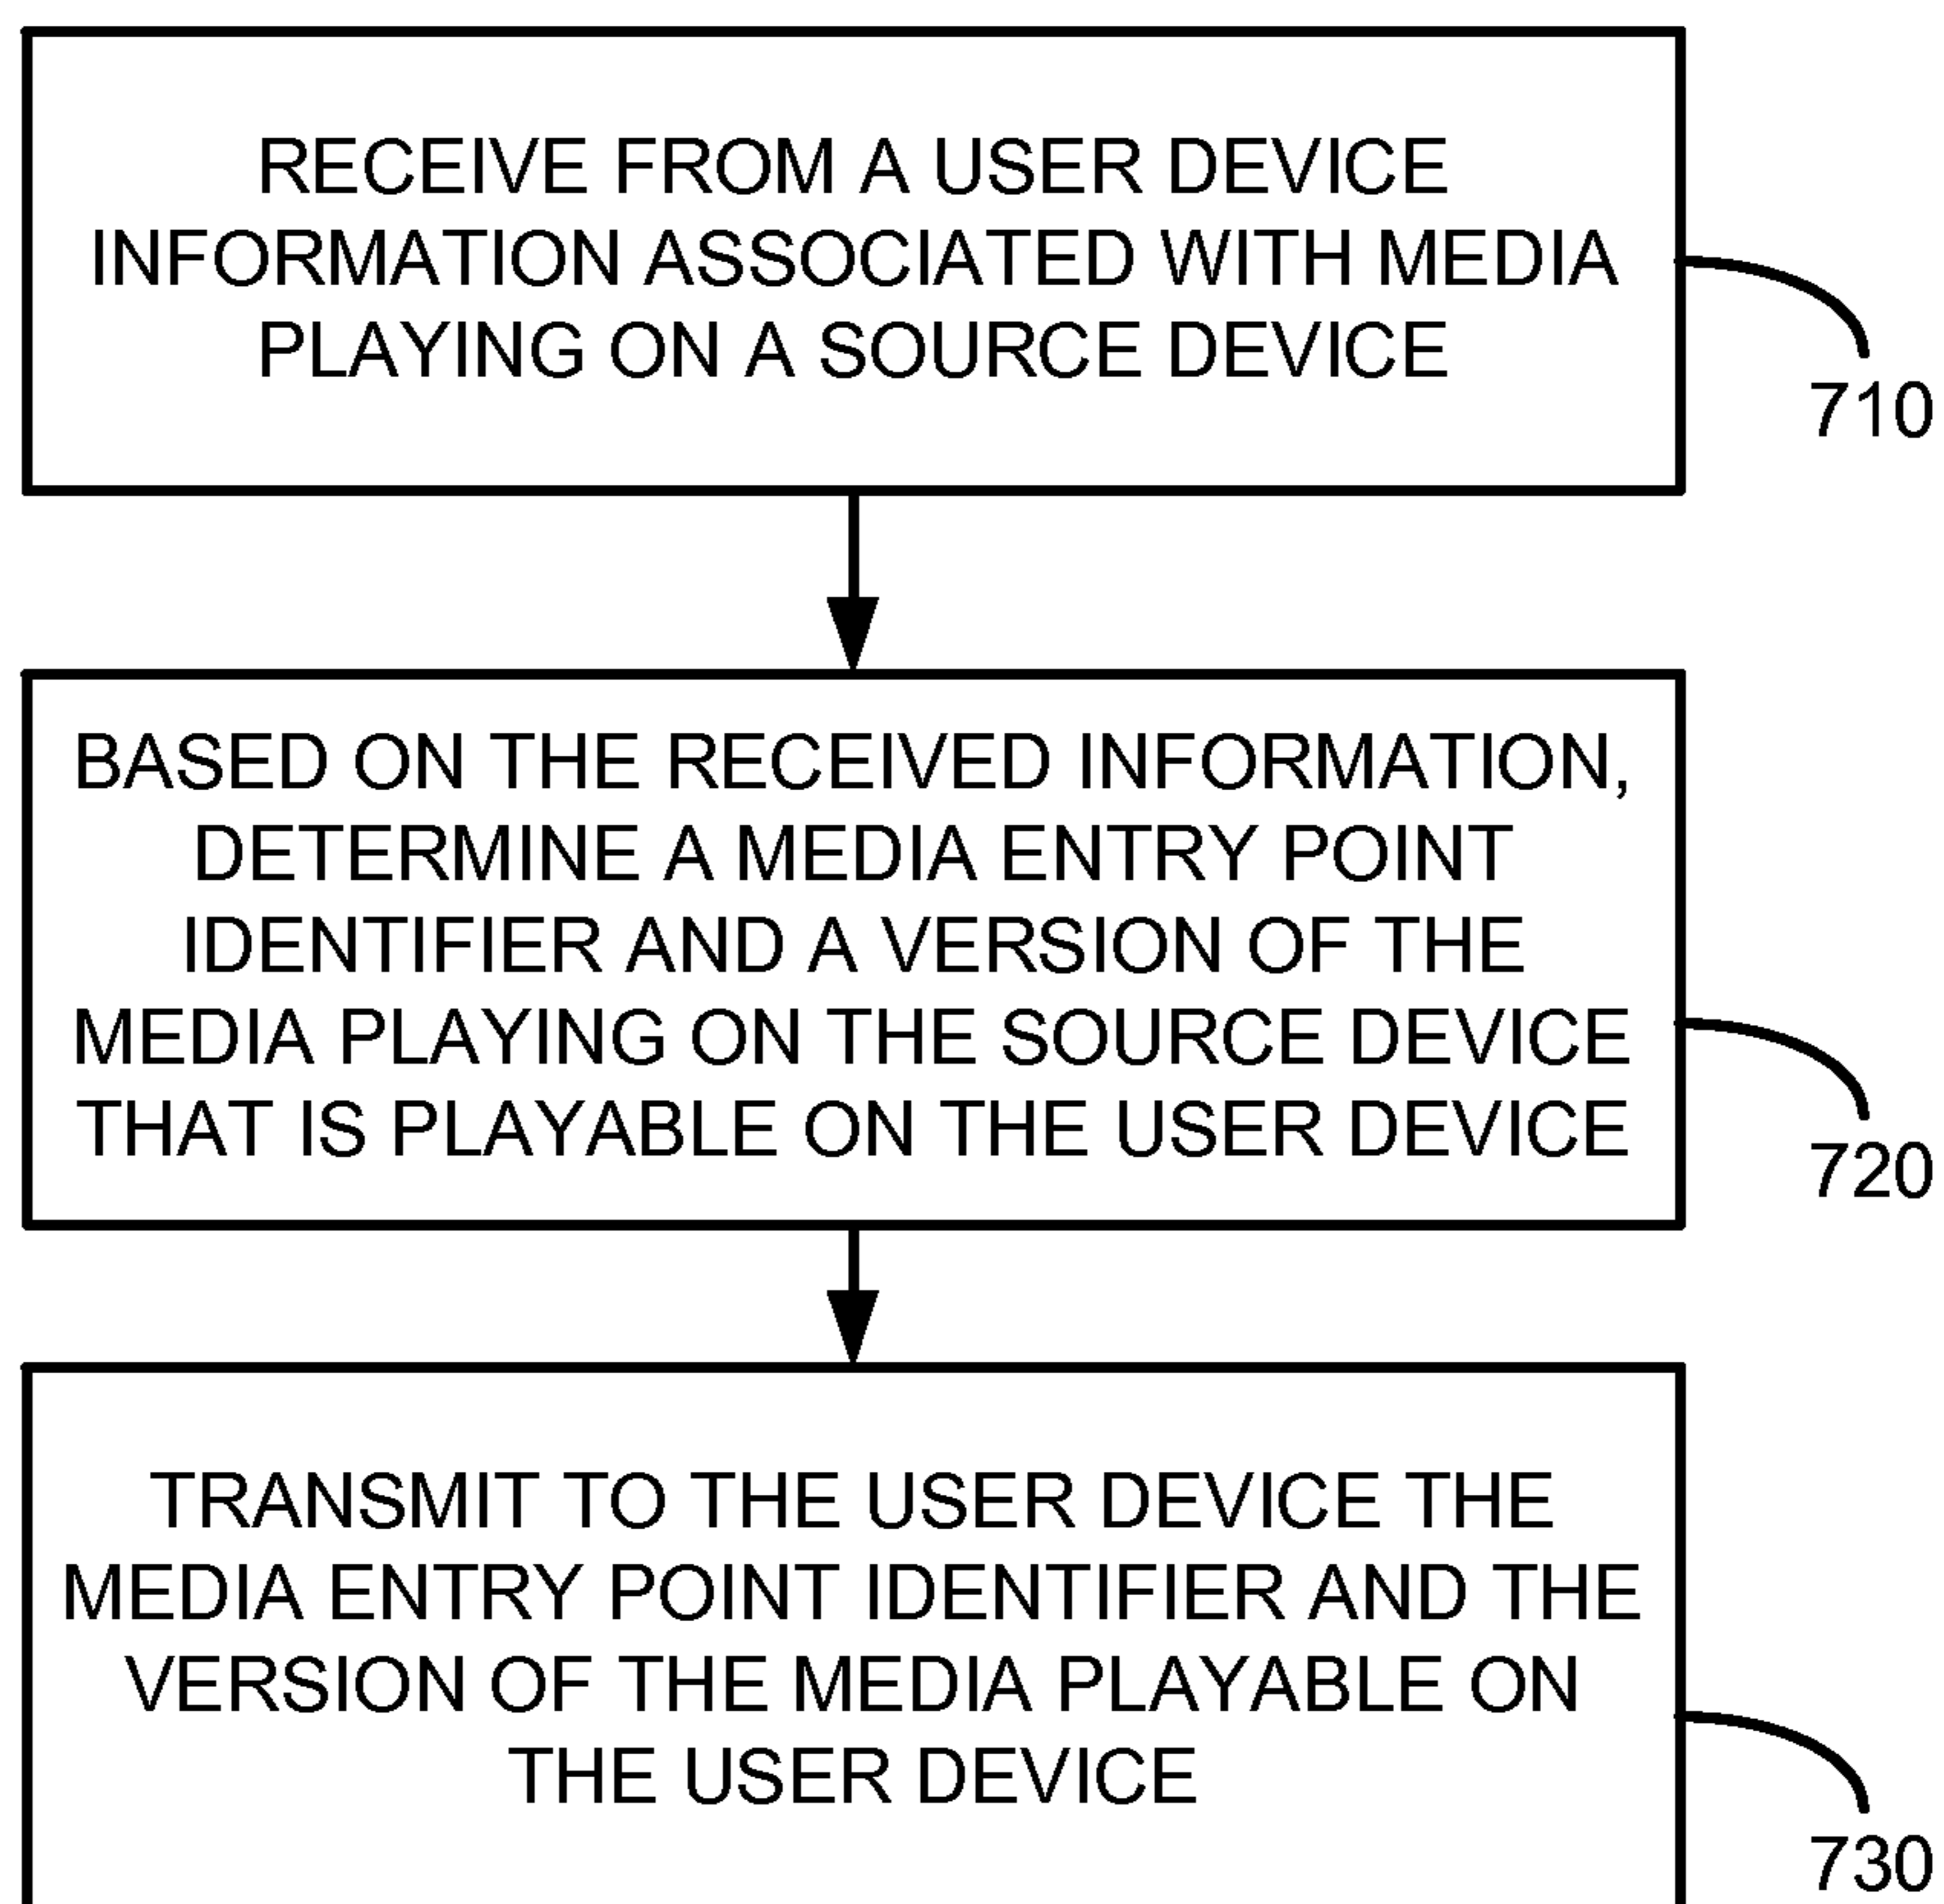 RECEIVE FROM A USER DEVICE
INFORMATION ASSOCIATED WITH MEDIA
PLAYING ON A SOURCE DEVICE
710
BASED ON THE RECEIVED INFORMATION,
DETERMINE A MEDIA ENTRY POINT
IDENTIFIER AND A VERSION OF THE
MEDIA PLAYING ON THE SOURCE DEVICE
THAT IS PLAYABLE ON THE USER DEVICE
720
TRANSMIT TO THE USER DEVICE THE
MEDIA ENTRY POINT IDENTIFIER AND THE
VERSION OF THE MEDIA PLAYABLE ON
THE USER DEVICE
730